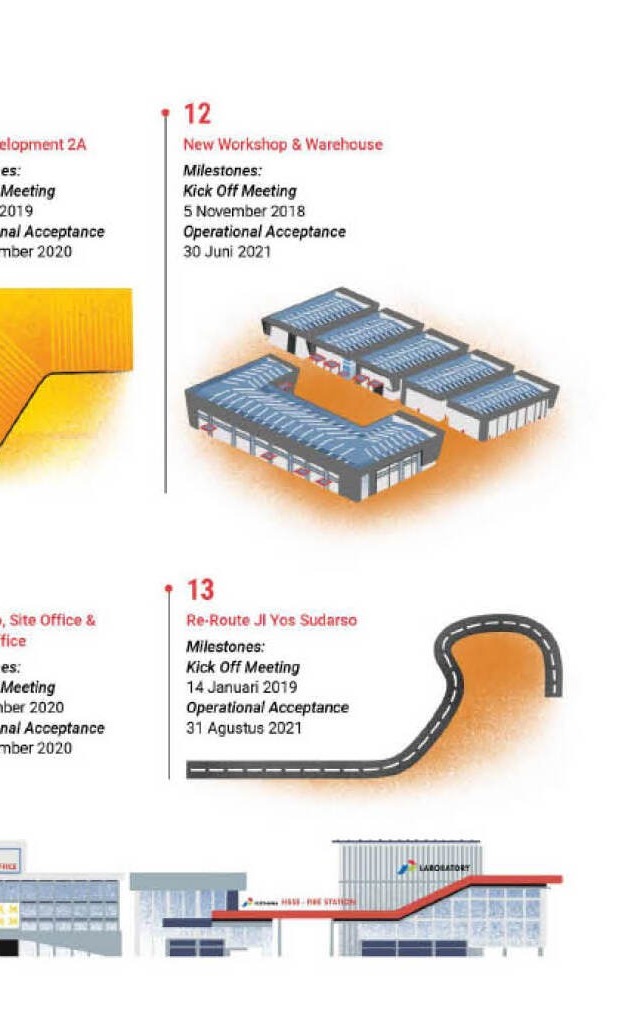 elopment 2A
es:
Meeting
2019
nal Acceptance
mber 2020
12
New Workshop & Warehouse
Milestones:
Kick Off Meeting
5 November 2018
Operational Acceptance
30 Juni 2021
, Site Office &
fice
es:
Meeting
ber 2020
nal Acceptance
mber 2020
13
Re-Route Jl Yos Sudarso
Milestones:
Kick Off Meeting
14 Januari 2019
Operational Acceptance
31 Agustus 2021
FFICE
PERTAMINA HSSE - FIRE STATION
LABORATORY